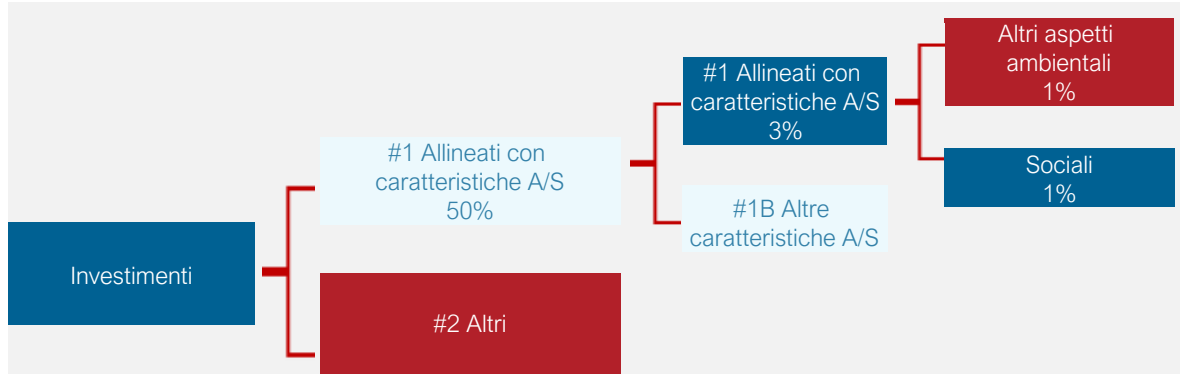 Investimenti
#1 Allineati con
caratteristiche A/S
50%
#2 Altri
#1 Allineati con
caratteristiche A/S
3%
#1B Altre
caratteristiche A/S
Altri aspetti
ambientali
1%
Sociali
1%